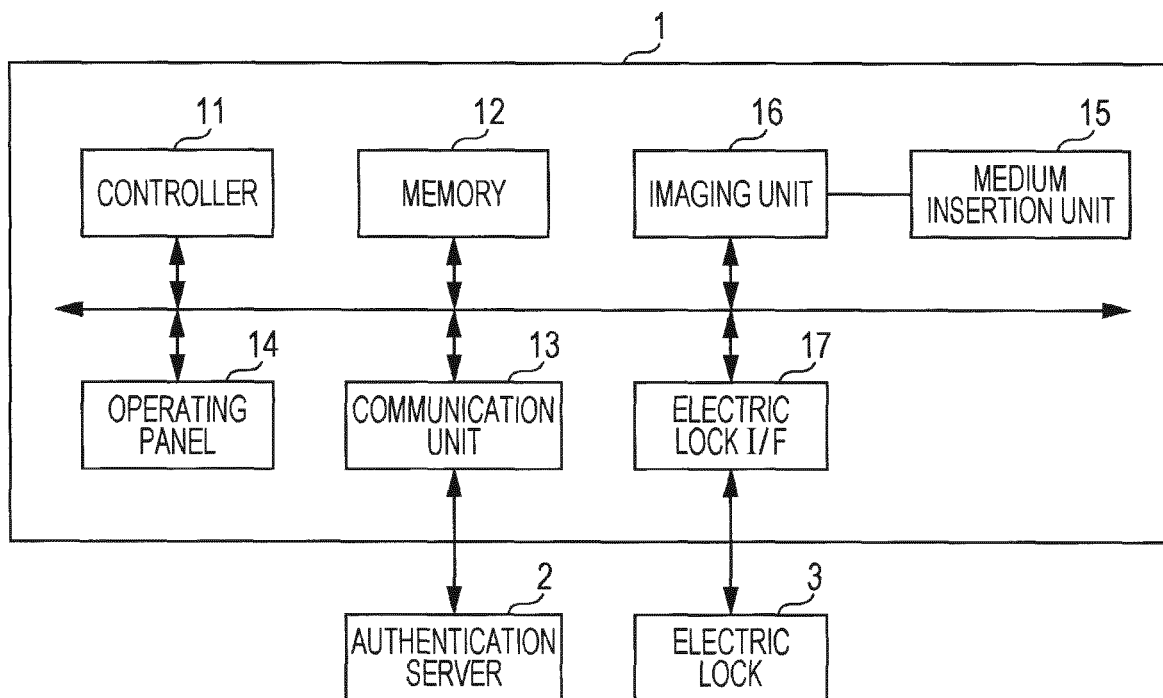 1
11
12
16
15
CONTROLLER
MEMORY
IMAGING UNIT
MEDIUM
INSERTION UNIT
14
13
17
OPERATING
PANEL
COMMUNICATION
UNIT
ELECTRIC
LOCK I/F
2
3
AUTHENTICATION
SERVER
ELECTRIC
LOCK